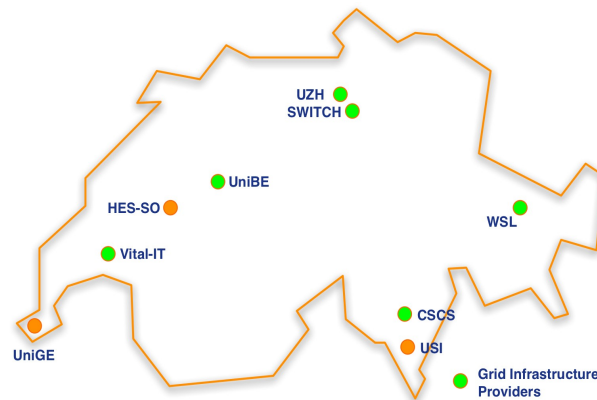 UZH
SWITCH
UniBE
HES-SO
WSL
Vital-IT
CSCS
UniGE
USI
Grid Infrastructure
Providers